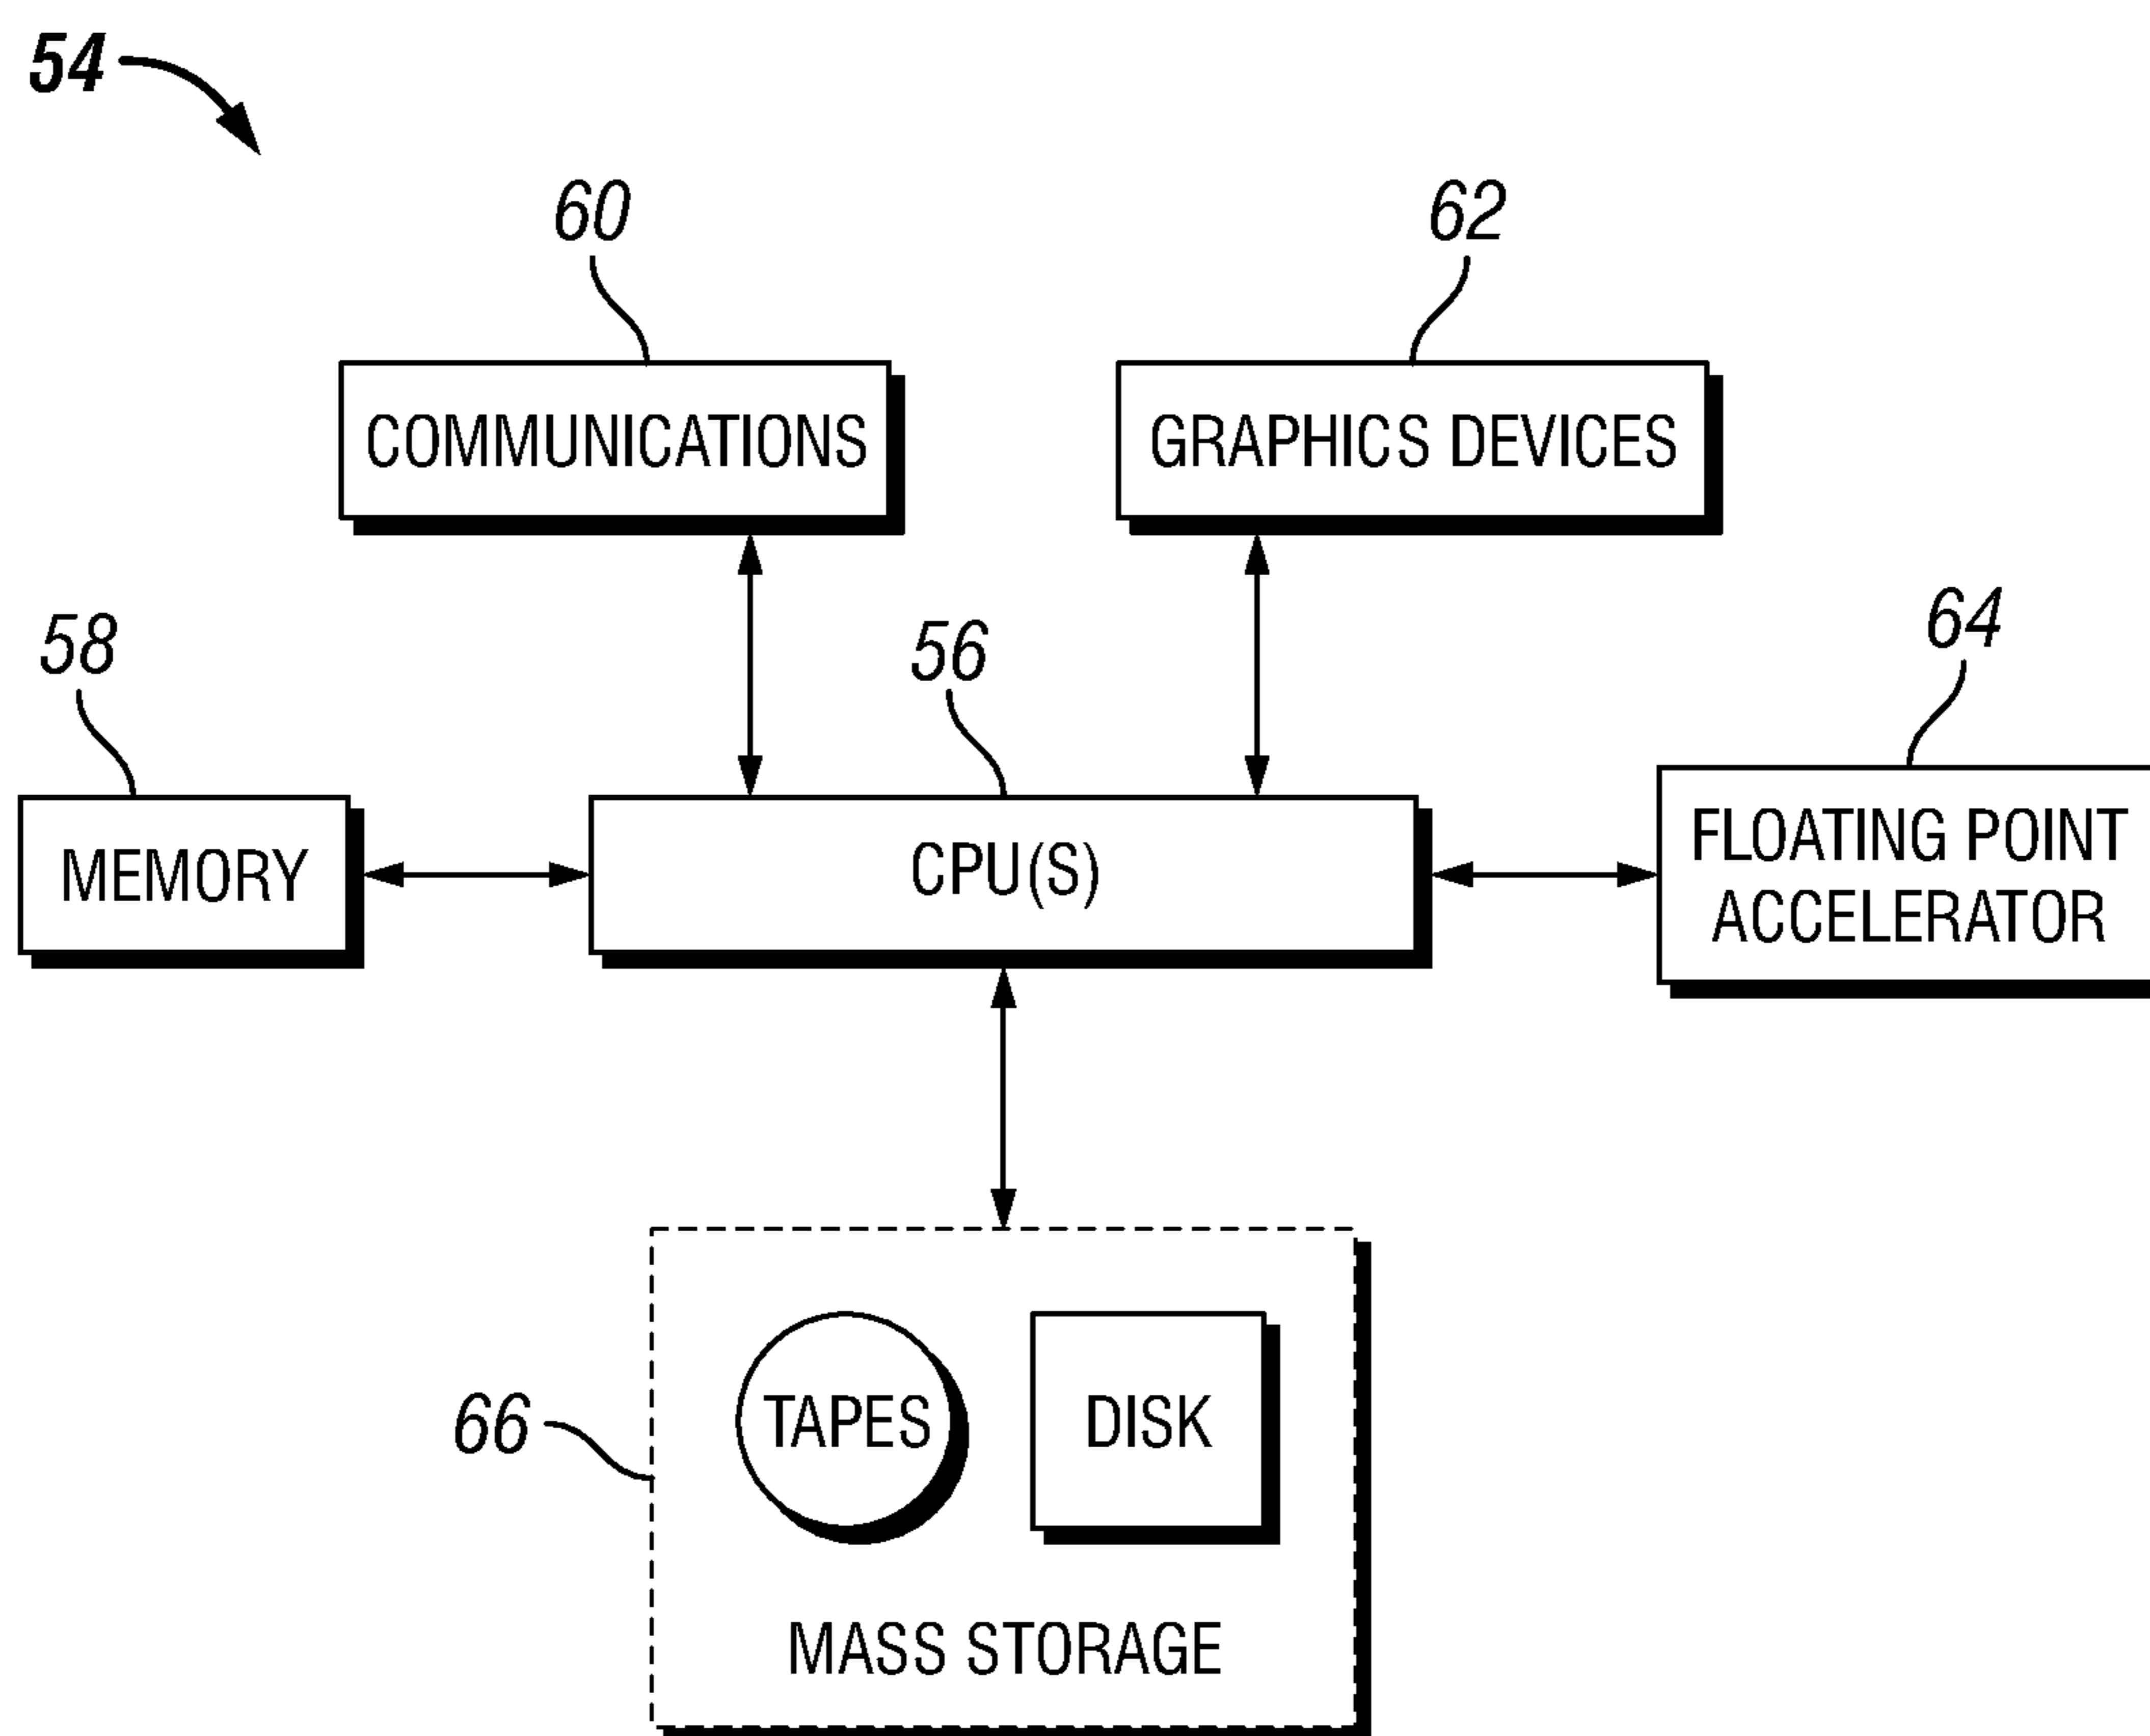 54
60
62
COMMUNICATIONS
GRAPHICS DEVICES
58
56
64
MEMORY
CPU(S)
FLOATING POINT
ACCELERATOR
66
TAPES
DISK
MASS STORAGE